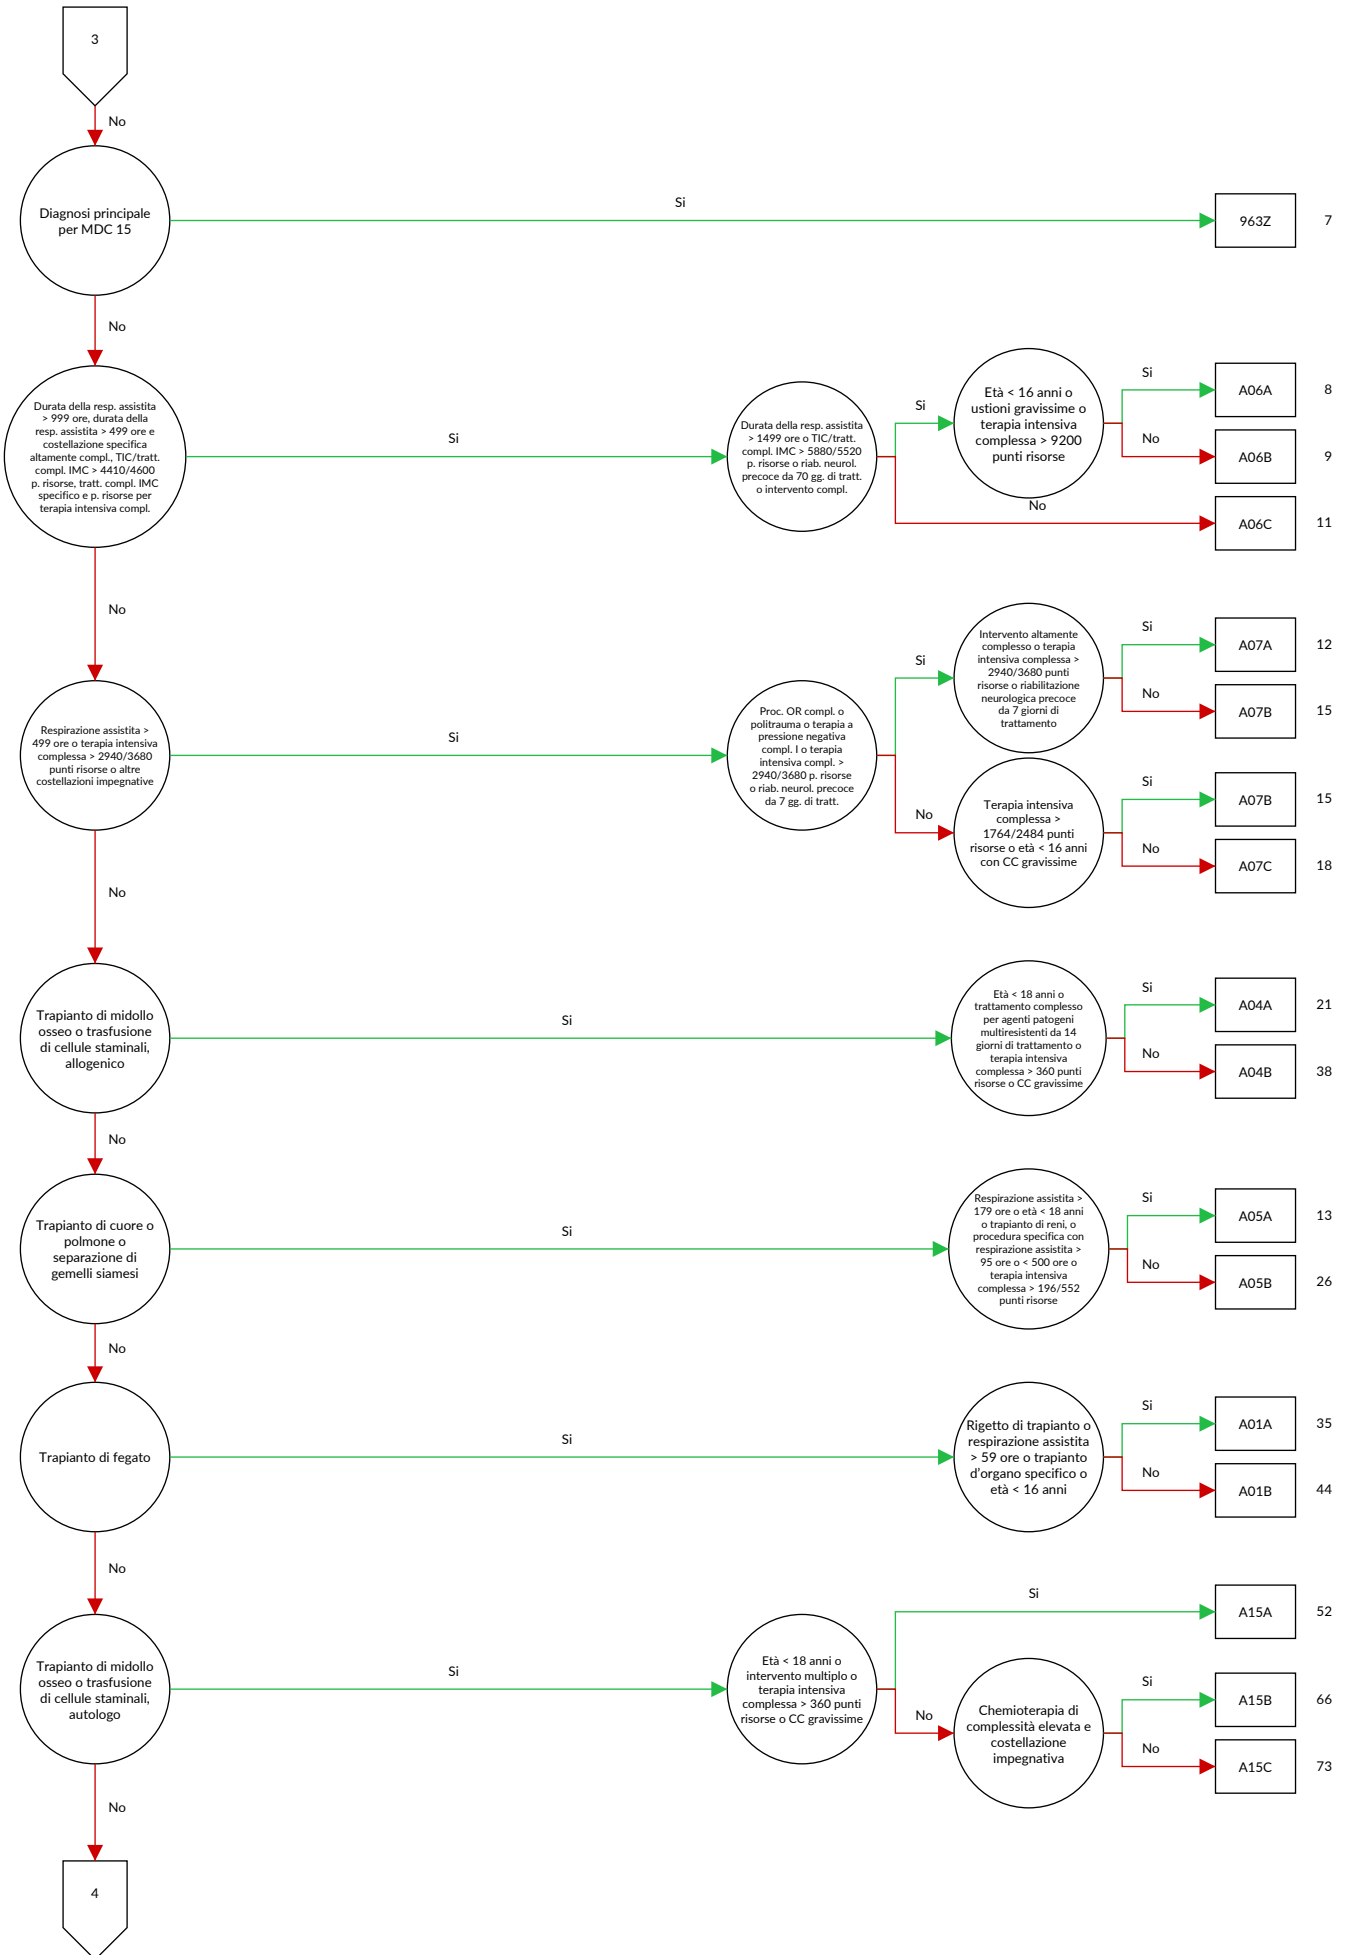 3
No
Diagnosi principale
per MDC 15
Si
963Z
7
No
Durata della resp. assistita
> 999 ore, durata della
resp. assistita > 499 ore e
costellazione specifica
altamente compl., TIC/tratt.
compl. IMC > 4410/4600
p. risorse, tratt. compl. IMC
specifico e p. risorse per
terapia intensiva compl.
Si
Durata della resp. assistita
> 1499 ore o TIC/tratt.
compl. IMC > 5880/5520
p. risorse o riab. neurol.
precoce da 70 gg. di tratt.
o intervento compl.
Si
Età < 16 anni o
ustioni gravissime o
terapia intensiva
complessa > 9200
punti risorse
Si
A06A
8
No
A06B
9
No
A06C
11
No
Respirazione assistita >
499 ore o terapia intensiva
complessa > 2940/3680
punti risorse o altre
costellazioni impegnative
Si
Proc. OR compl. o
politrauma o terapia a
pressione negativa
compl. I o terapia
intensiva compl. >
2940/3680 p. risorse
o riab. neurol. precoce
da 7 gg. di tratt.
Si
Intervento altamente
complesso o terapia
intensiva complessa >
2940/3680 punti
risorse o riabilitazione
neurologica precoce
da 7 giorni di
trattamento
Si
A07A
12
No
A07B
15
No
Terapia intensiva
complessa >
1764/2484 punti
risorse o età < 16 anni
con CC gravissime
Si
A07B
15
No
A07C
18
No
Trapianto di midollo
osseo o trasfusione
di cellule staminali,
allogenico
Si
Età < 18 anni o
trattamento complesso
per agenti patogeni
multiresistenti da 14
giorni di trattamento o
terapia intensiva
complessa > 360 punti
risorse o CC gravissime
Si
A04A
21
No
A04B
38
No
Trapianto di cuore o
polmone o
separazione di
gemelli siamesi
Si
Respirazione assistita >
179 ore o età < 18 anni
o trapianto di reni, o
procedura specifica con
respirazione assistita >
95 ore o < 500 ore o
terapia intensiva
complessa > 196/552
punti risorse
Si
A05A
13
No
A05B
26
No
Trapianto di fegato
Si
Rigetto di trapianto o
respirazione assistita
> 59 ore o trapianto
d'organo specifico o
età < 16 anni
Si
A01A
35
No
A01B
44
No
Trapianto di midollo
osseo o trasfusione
di cellule staminali,
autologo
Si
Età < 18 anni o
intervento multiplo o
terapia intensiva
complessa > 360 punti
risorse o CC gravissime
Si
A15A
52
No
Chemioterapia di
complessità elevata e
costellazione
impegnativa
Si
A15B
66
No
A15C
73
No
4